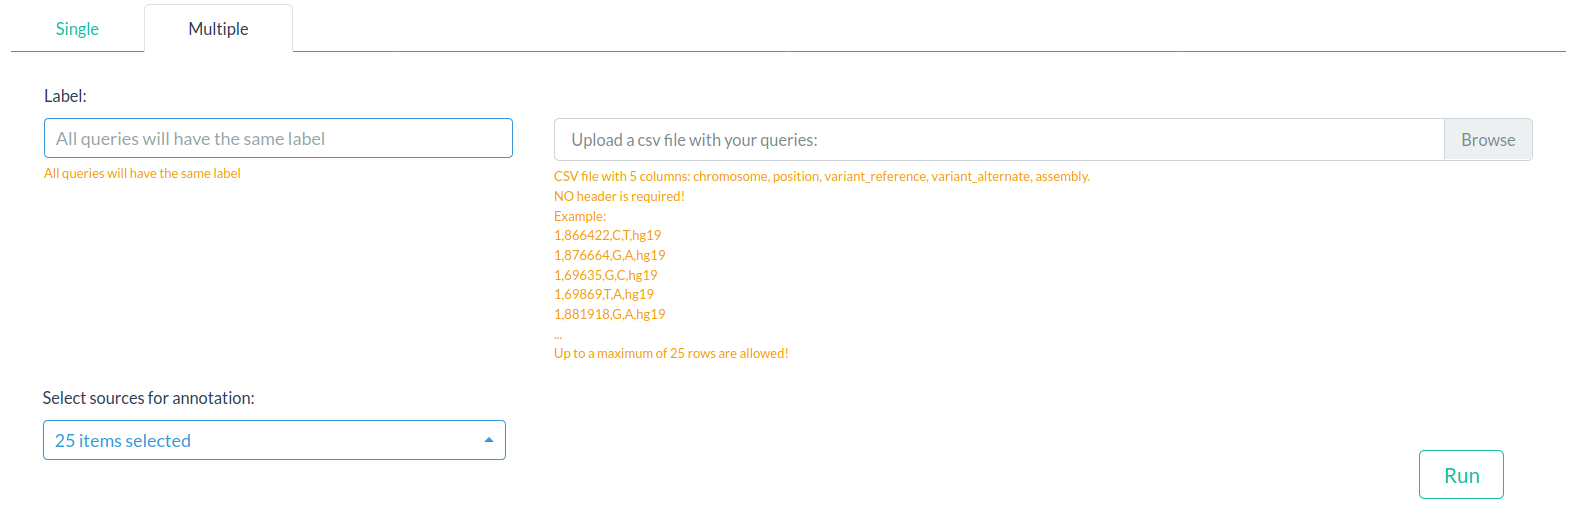 Single
Multiple
Label:
All queries will have the same label
All queries will have the same label
Upload a csv file with your queries:
Browse
CSV file with 5 columns: chromosome, position, variant_reference, variant_alternate, assembly.
NO header is required!
Example:
1,866422,C,T,hg19
1,876664,G,A,hg19
1,69635,G,C,hg19
1,69869,T,A,hg19
1,881918,G,A,hg19
...
Up to a maximum of 25 rows are allowed!
Select sources for annotation:
25 items selected
Run